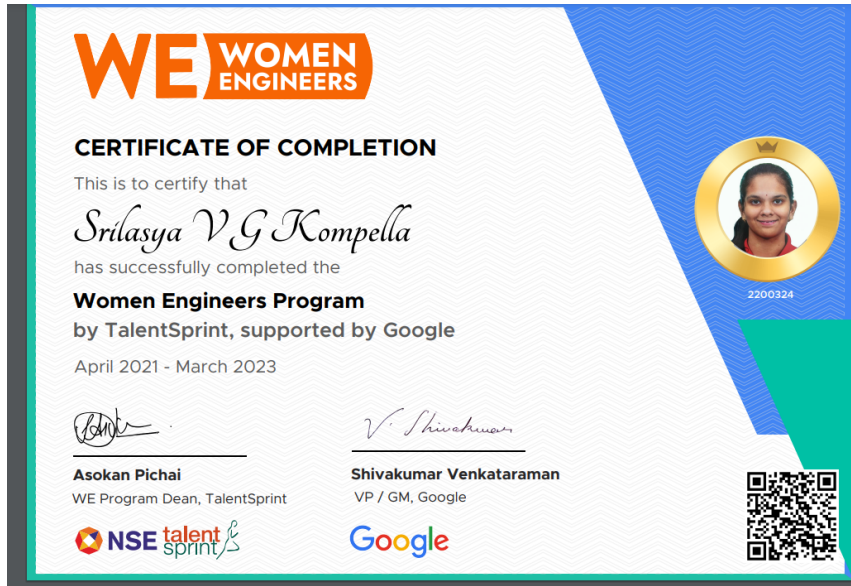 WE WOMEN
ENGINEERS
CERTIFICATE OF COMPLETION
This is to certify that
Srilasya V G Kompella
has successfully completed the
Women Engineers Program
by TalentSprint, supported by Google
April 2021 - March 2023
2200324
V. Shivakumar
Asokan Pichai
WE Program Dean, TalentSprint
Shivakumar Venkataraman
VP / GM, Google
NSE talent
sprint
Google